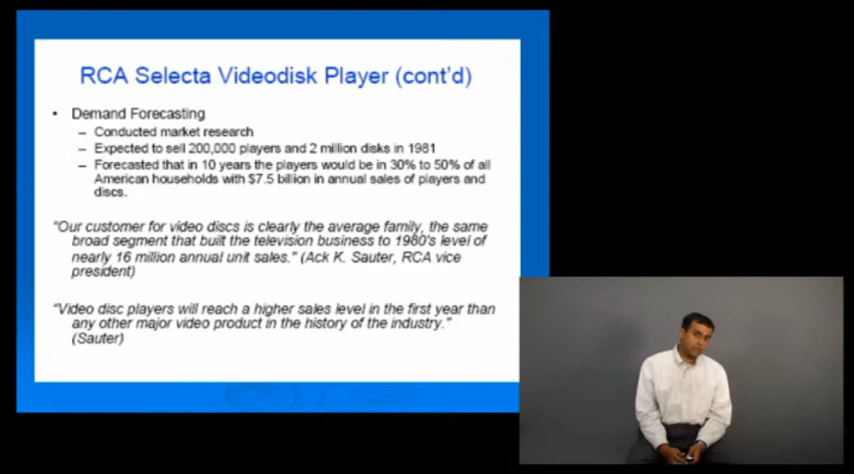 RCA Selecta Videodisk Player (cont'd)
• Demand Forecasting
– Conducted market research
– Expected to sell 200,000 players and 2 million disks in 1981
– Forecasted that in 10 years the players would be in 30% to 50% of all
American households with $7.5 billion in annual sales of players and
discs.
"Our customer for video discs is clearly the average family, the same
broad segment that built the television business to 1980's level of
nearly 16 million annual unit sales." (Ack K. Sauter, RCA vice
president)
"Video disc players will reach a higher sales level in the first year than
any other major video product in the history of the industry."
(Sauter)